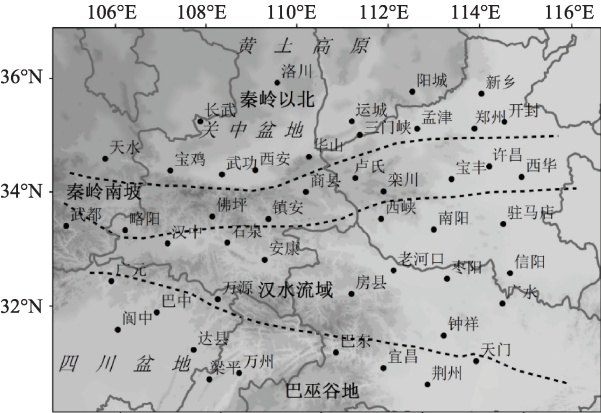 106°E 108°E 110°E 112°E 114°E 116°E
黄土高原
洛川
36°N
阳城
新乡
秦岭以北
长武
运城
关中盆地
三门峡
孟津
郑州
开封
天水
宝鸡
武功
西安
华山
卢氏
栾川
宝丰
许昌
西华
34°N
秦岭南坡
商县
武都
略阳
佛坪
镇安
西峡
南阳
驻马店
汉中
石泉
安康
老河口
枣阳
信阳
广元
万源
汉水流域
房县
广水
32°N
巴中
阆中
钟祥
达县
巴东
天门
四川盆地
梁平
万州
宜昌
荆州
巴巫谷地